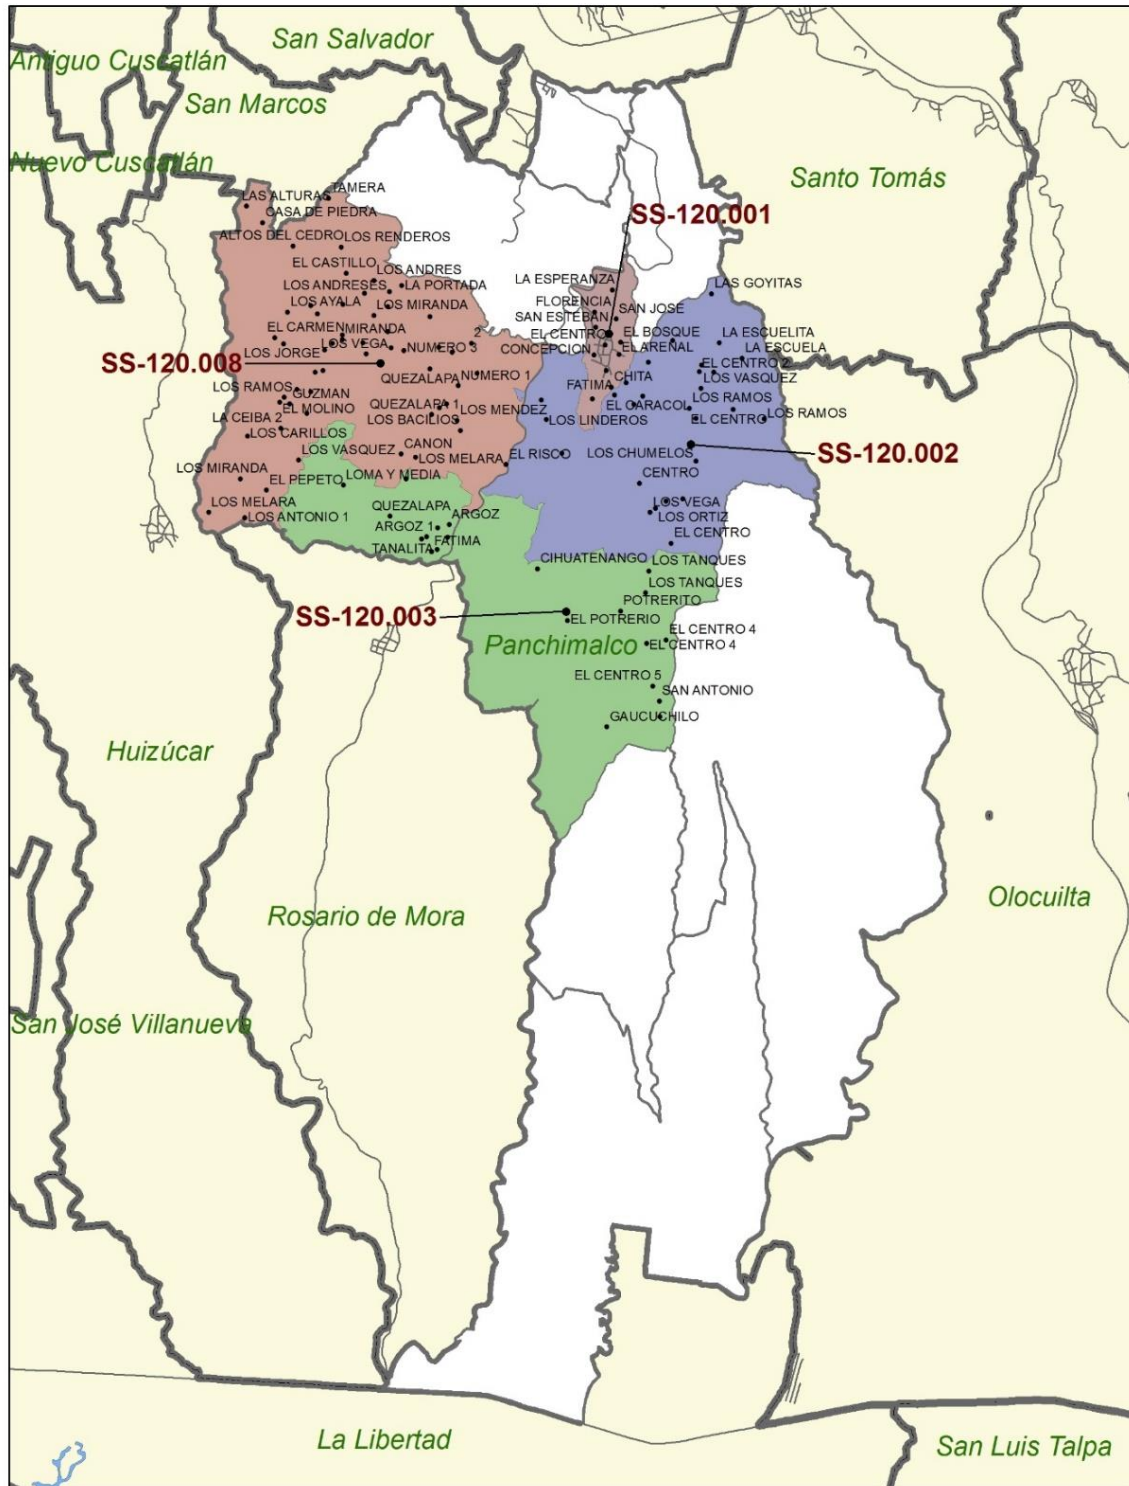 San Salvador
Antiguo Cuscatlán
San Marcos
Nuevo Cuscatlán
Santo Tomás
TAMERA
LAS ALTURAS
CASA DE PIEDRA
SS-120.001
ALTOS DEL CEDRO
LOS RENDEROS
EL CASTILLO
LOS ANDRES
LA ESPERANZA
LAS GOYITAS
LOS ANDRESES
LA PORTADA
LOS AYALA
LOS MIRANDA
FLORENCIA
SAN JOSE
SAN ESTEBAN
EL CARMEN
MIRANDA
2
EL CENTRO
EL BOSQUE
LA ESCUELITA
LOS JORGE
LOS VEGA
NUMERO 3
CONCEPCION
EL ARENAL
LA ESCUELA
SS-120.008
EL CENTRO 2
QUEZALAPA
NUMERO 1
FATIMA
CHITA
LOS VASQUEZ
LOS RAMOS
GUZMAN
LOS RAMOS
EL MOLINO
QUEZALAPA 1
LOS MENDEZ
EL CARACOL
LOS RAMOS
LA CEIBA 2
LOS BACILIOS
LOS LINDEROS
EL CENTRO
LOS CARILLOS
LOS VASQUEZ
CANON
EL RISCO
LOS CHUMELOS
SS-120.002
LOS MELARA
LOS MIRANDA
LOMA Y MEDIA
CENTRO
EL PEPETO
LOS MELARA
QUEZALAPA
LOS VEGA
LOS ANTONIO 1
ARGOZ 1
ARGOZ
LOS ORTIZ
FATIMA
EL CENTRO
TANALITA
CIHUATENANGO
LOS TANQUES
LOS TANQUES
POTRERITO
SS-120.003
EL POTRERIO
EL CENTRO 4
Panchimalco
EL CENTRO 4
EL CENTRO 5
SAN ANTONIO
GAUCUCHILO
Huizúcar
Olocuilta
Rosario de Mora
San José Villanueva
La Libertad
San Luis Talpa